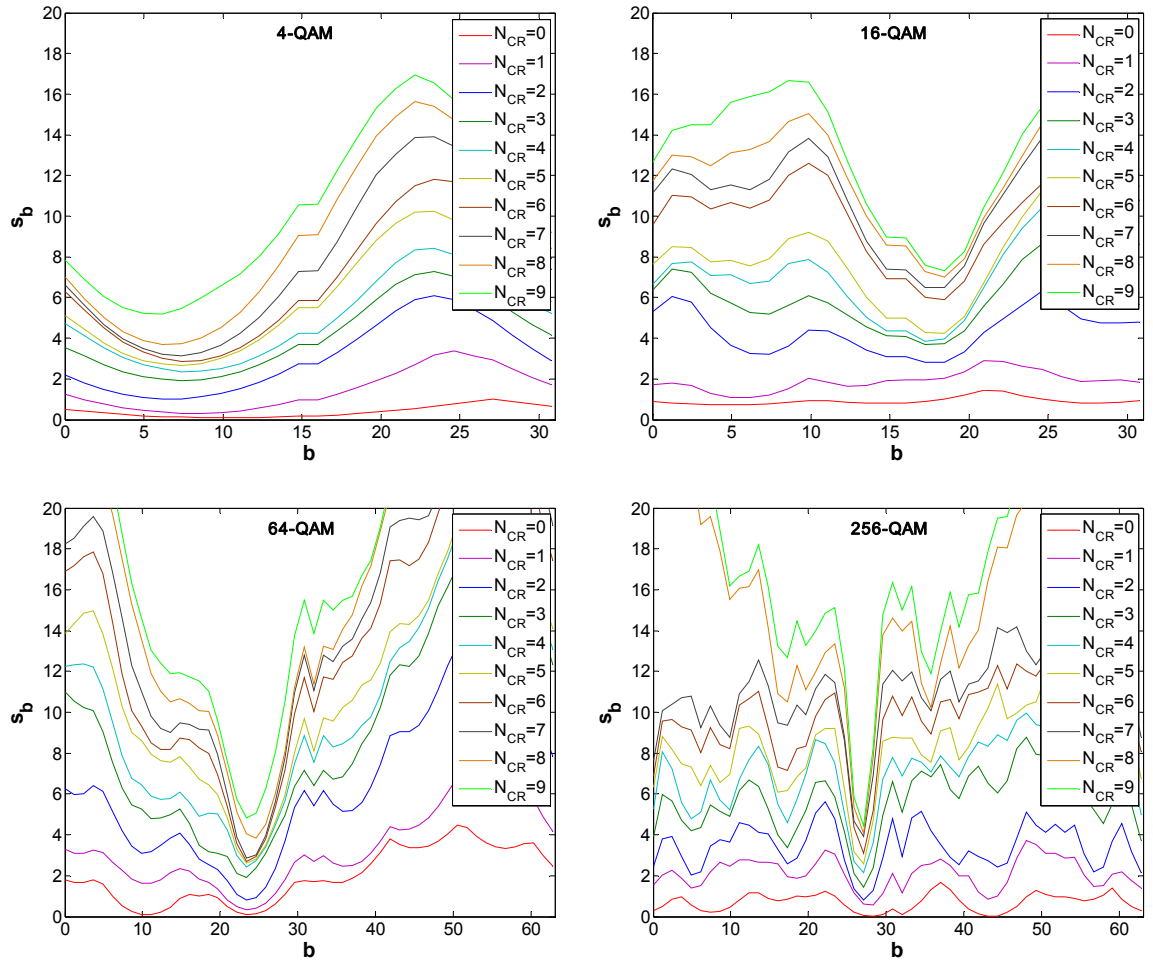 4-QAM
20
18
16
14
12
10
8
6
4
2
0
s_b
0 5 10 15 20 25 30
b
N_CR=0
N_CR=1
N_CR=2
N_CR=3
N_CR=4
N_CR=5
N_CR=6
N_CR=7
N_CR=8
N_CR=9
16-QAM
20
18
16
14
12
10
8
6
4
2
0
s_b
0 5 10 15 20 25 30
b
N_CR=0
N_CR=1
N_CR=2
N_CR=3
N_CR=4
N_CR=5
N_CR=6
N_CR=7
N_CR=8
N_CR=9
64-QAM
20
18
16
14
12
10
8
6
4
2
0
s_b
0 10 20 30 40 50 60
b
N_CR=0
N_CR=1
N_CR=2
N_CR=3
N_CR=4
N_CR=5
N_CR=6
N_CR=7
N_CR=8
N_CR=9
256-QAM
20
18
16
14
12
10
8
6
4
2
0
s_b
0 10 20 30 40 50 60
b
N_CR=0
N_CR=1
N_CR=2
N_CR=3
N_CR=4
N_CR=5
N_CR=6
N_CR=7
N_CR=8
N_CR=9